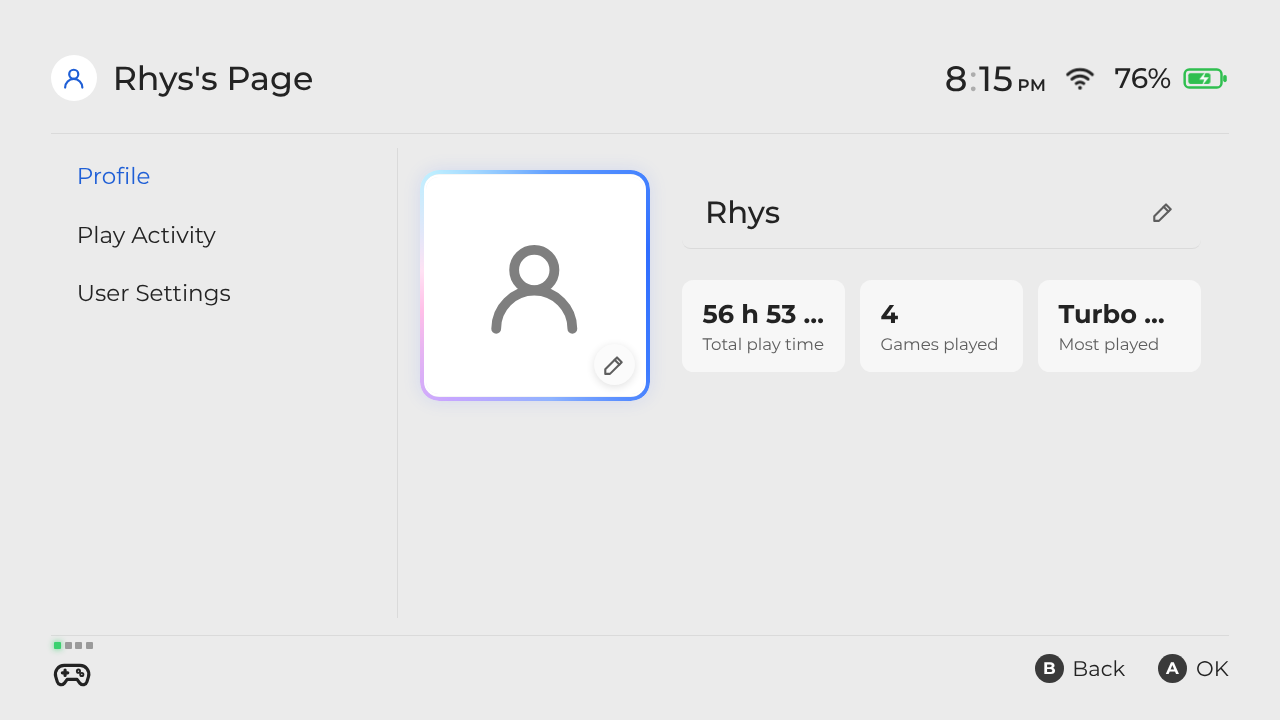 Rhys's Page
8:15 PM
76%
Profile
Play Activity
User Settings
Rhys
56 h 53 ...
Total play time
4
Games played
Turbo ...
Most played
B Back
A OK